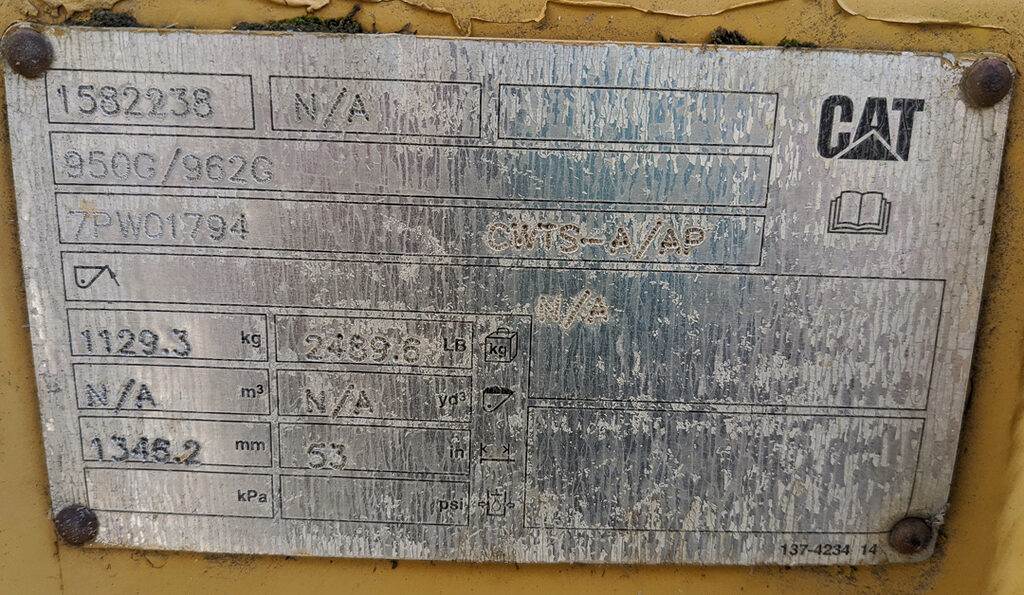 1582238 N/A
CAT
950G/962G
7PW01794 CWTS-A/AP
N/A
1129.3 kg 2489.6 LB kg
N/A m³ N/A yd³
1346.2 mm 53 in
kPa psi
137-4234 14